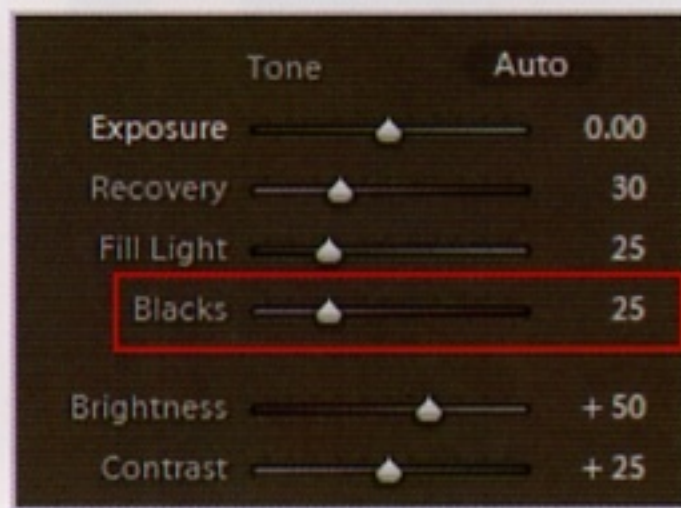 Tone Auto
Exposure 0.00
Recovery 30
Fill Light 25
Blacks 25
Brightness + 50
Contrast + 25